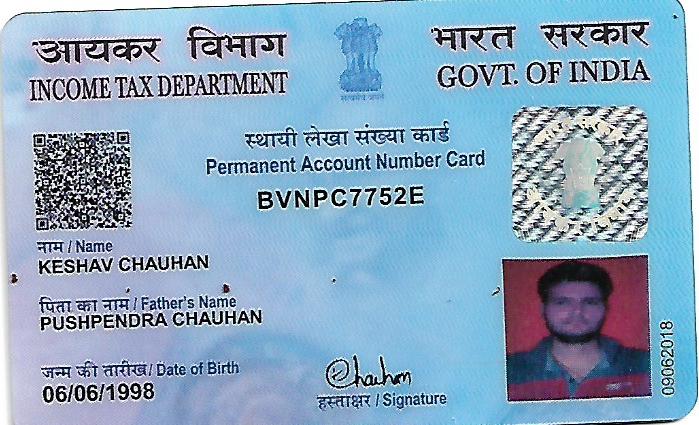 आयकर विभाग
INCOME TAX DEPARTMENT
भारत सरकार
GOVT. OF INDIA
सत्यमेव जयते
स्थायी लेखा संख्या कार्ड
Permanent Account Number Card
BVNPC7752E
नाम / Name
KESHAV CHAUHAN
पिता का नाम / Father's Name
PUSHPENDRA CHAUHAN
जन्म की तारीख / Date of Birth
06/06/1998
Chauhan
हस्ताक्षर / Signature
09062018